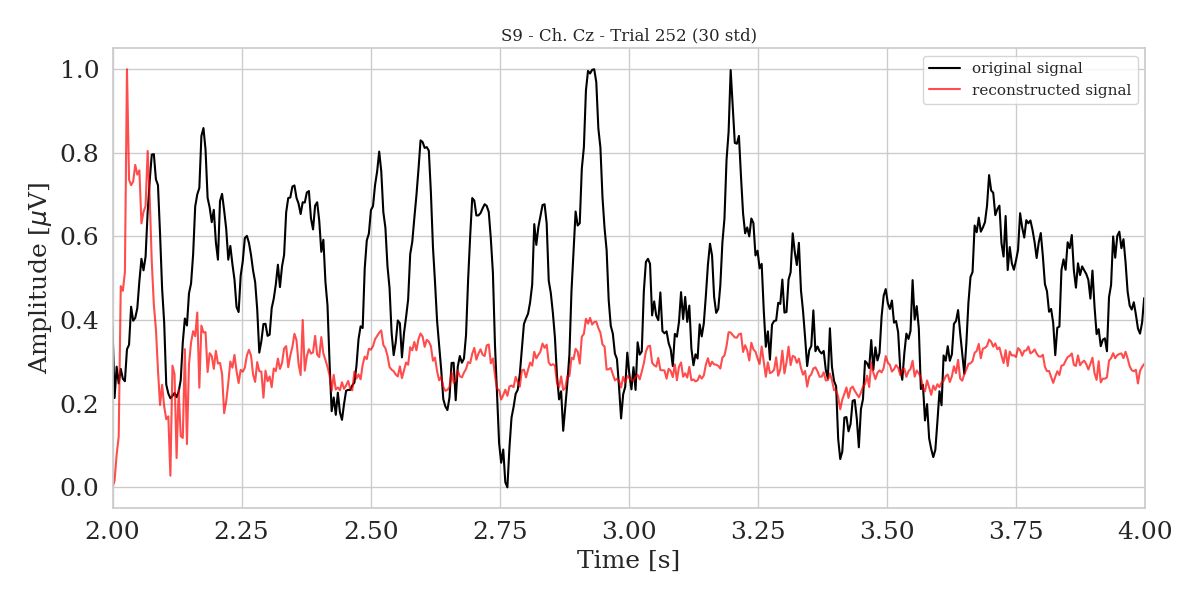 S9 - Ch. Cz - Trial 252 (30 std)
original signal
reconstructed signal
Amplitude [μV]
1.0
0.8
0.6
0.4
0.2
0.0
2.00 2.25 2.50 2.75 3.00 3.25 3.50 3.75 4.00
Time [s]